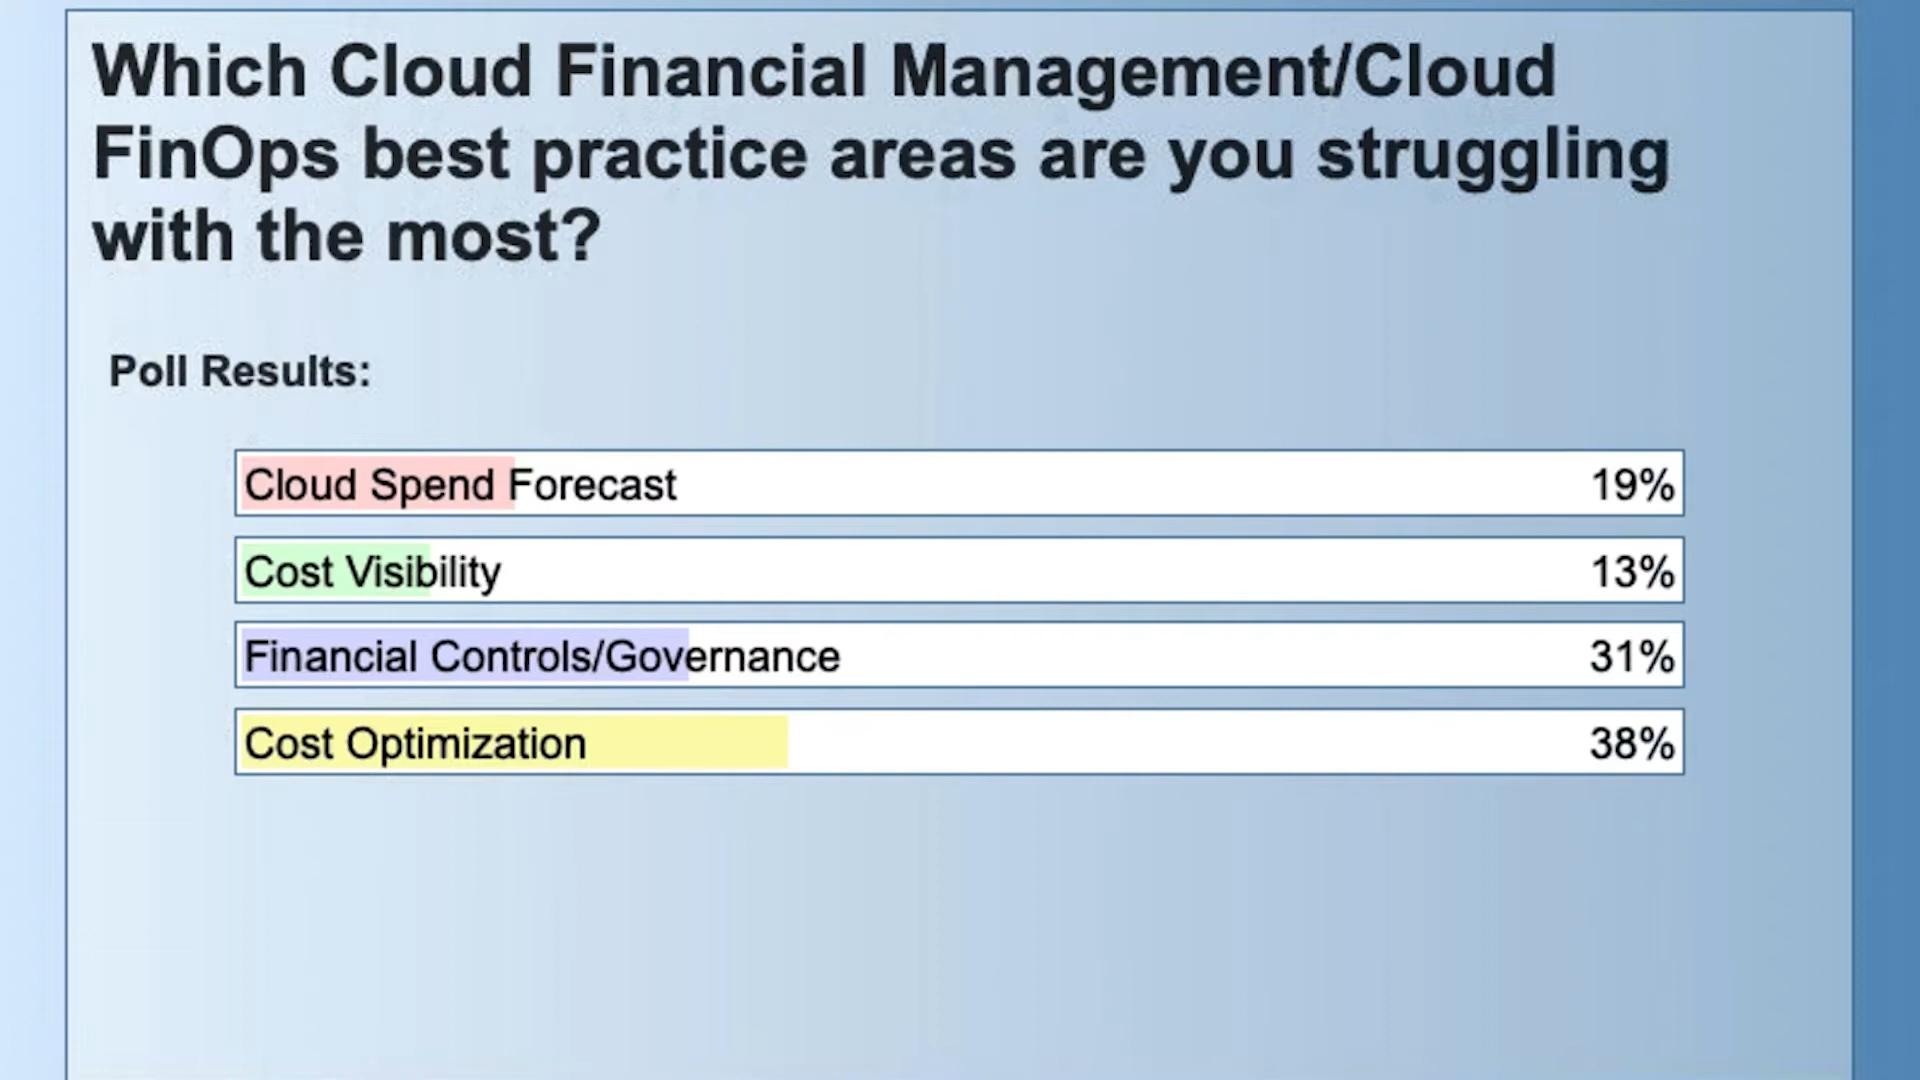 Which Cloud Financial Management/Cloud
FinOps best practice areas are you struggling
with the most?
Poll Results:
Cloud Spend Forecast 19%
Cost Visibility 13%
Financial Controls/Governance 31%
Cost Optimization 38%